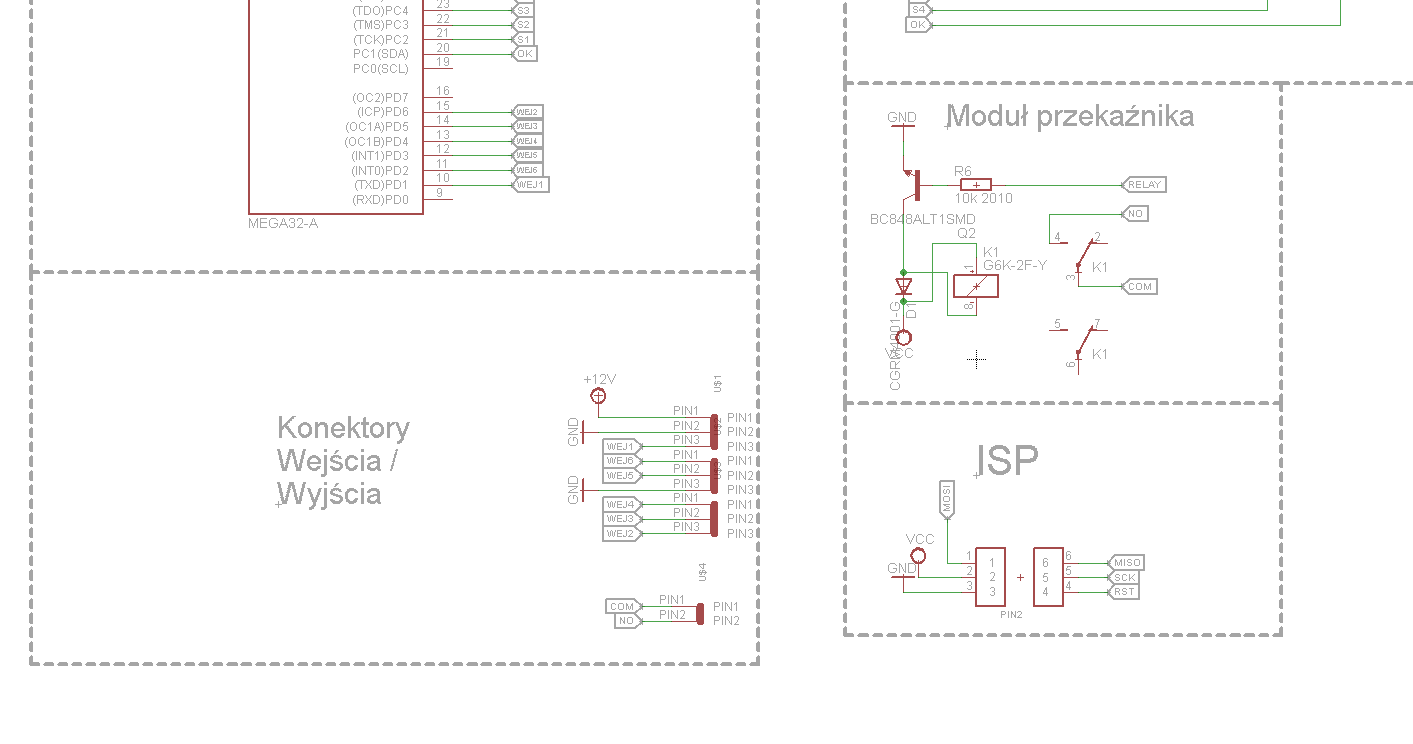 (TDO)PC4 23 S3
(TMS)PC3 22 S2
(TCK)PC2 21 S1
PC1(SDA) 20 OK
PC0(SCL) 19
(OC2)PD7 16
(ICP)PD6 15 WEJ2
(OC1A)PD5 14 WEJ3
(OC1B)PD4 13 WEJ4
(INT1)PD3 12 WEJ5
(INT0)PD2 11 WEJ6
(TXD)PD1 10 WEJ1
(RXD)PD0 9
MEGA32-A
Konektory
Wejścia /
Wyjścia
+12V
GND
GND
U$1
U$2
U$3
PIN1 PIN1
PIN2 PIN2
WEJ1 PIN3 PIN3
WEJ6 PIN1 PIN1
WEJ5 PIN2 PIN2
PIN3 PIN3
WEJ4 PIN1 PIN1
WEJ3 PIN2 PIN2
WEJ2 PIN3 PIN3
U$4
COM PIN1 PIN1
NO PIN2 PIN2
S4
OK
Moduł przekaźnika
GND
R6
10k 2010
RELAY
BC848ALT1SMD
Q2
NO
K1
G6K-2F-Y
1
8
4 2
3 K1
COM
D1
VCC
5 7
6 K1
ISP
MOSI
VCC
GND
1 1 6 6 MISO
2 2 5 5 SCK
3 3 4 4 RST
PIN2